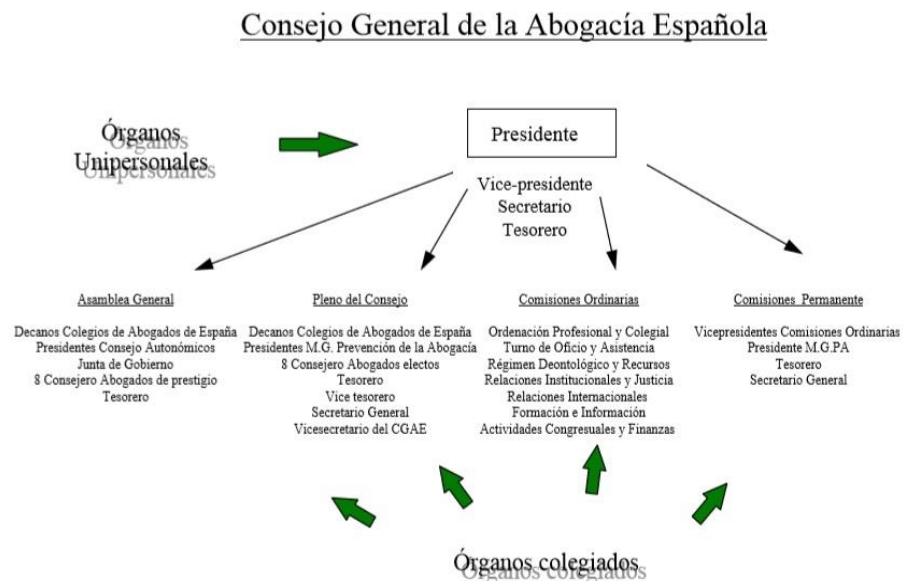 Consejo General de la Abogacía Española
Órganos
Unipersonales
Presidente
Vice-presidente
Secretario
Tesorero
Asamblea General
Decanos Colegios de Abogados de España
Presidentes Consejo Autonómicos
Junta de Gobierno
8 Consejero Abogados de prestigio
Tesorero
Pleno del Consejo
Decanos Colegios de Abogados de España
Presidentes M.G. Prevención de la Abogacía
8 Consejero Abogados electos
Tesorero
Vice tesorero
Secretario General
Vicesecretario del CGAE
Comisiones Ordinarias
Ordenación Profesional y Colegial
Turno de Oficio y Asistencia
Régimen Deontológico y Recursos
Relaciones Institucionales y Justicia
Relaciones Internacionales
Formación e Información
Actividades Congresuales y Finanzas
Comisiones Permanente
Vicepresidentes Comisiones Ordinarias
Presidente M.G.PA
Tesorero
Secretario General
Órganos colegiados